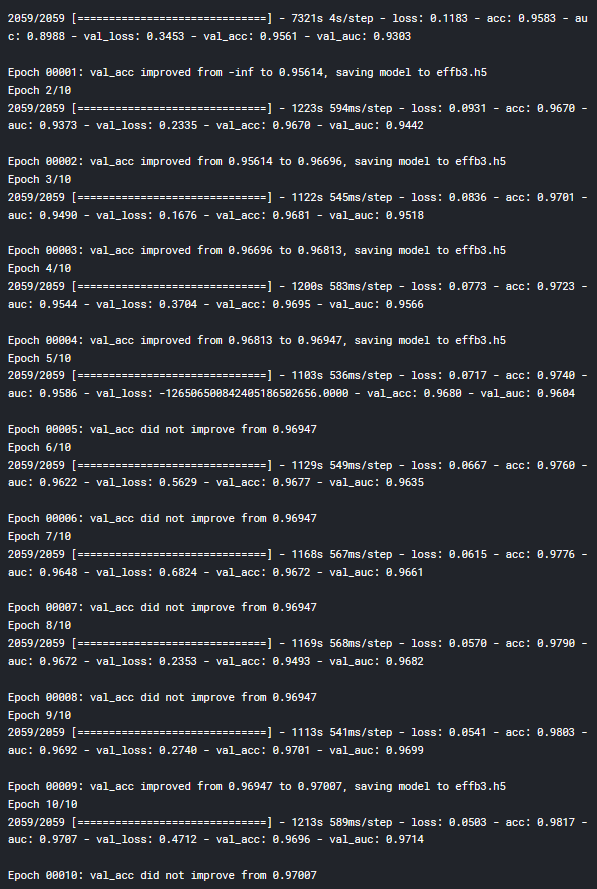 2059/2059 [==============================] - 7321s 4s/step - loss: 0.1183 - acc: 0.9583 - au
c: 0.8988 - val_loss: 0.3453 - val_acc: 0.9561 - val_auc: 0.9303
Epoch 00001: val_acc improved from -inf to 0.95614, saving model to effb3.h5
Epoch 2/10
2059/2059 [==============================] - 1223s 594ms/step - loss: 0.0931 - acc: 0.9670 -
auc: 0.9373 - val_loss: 0.2335 - val_acc: 0.9670 - val_auc: 0.9442
Epoch 00002: val_acc improved from 0.95614 to 0.96696, saving model to effb3.h5
Epoch 3/10
2059/2059 [==============================] - 1122s 545ms/step - loss: 0.0836 - acc: 0.9701 -
auc: 0.9490 - val_loss: 0.1676 - val_acc: 0.9681 - val_auc: 0.9518
Epoch 00003: val_acc improved from 0.96696 to 0.96813, saving model to effb3.h5
Epoch 4/10
2059/2059 [==============================] - 1200s 583ms/step - loss: 0.0773 - acc: 0.9723 -
auc: 0.9544 - val_loss: 0.3704 - val_acc: 0.9695 - val_auc: 0.9566
Epoch 00004: val_acc improved from 0.96813 to 0.96947, saving model to effb3.h5
Epoch 5/10
2059/2059 [==============================] - 1103s 536ms/step - loss: 0.0717 - acc: 0.9740 -
auc: 0.9586 - val_loss: -126506500842405186502656.0000 - val_acc: 0.9680 - val_auc: 0.9604
Epoch 00005: val_acc did not improve from 0.96947
Epoch 6/10
2059/2059 [==============================] - 1129s 549ms/step - loss: 0.0667 - acc: 0.9760 -
auc: 0.9622 - val_loss: 0.5629 - val_acc: 0.9677 - val_auc: 0.9635
Epoch 00006: val_acc did not improve from 0.96947
Epoch 7/10
2059/2059 [==============================] - 1168s 567ms/step - loss: 0.0615 - acc: 0.9776 -
auc: 0.9648 - val_loss: 0.6824 - val_acc: 0.9672 - val_auc: 0.9661
Epoch 00007: val_acc did not improve from 0.96947
Epoch 8/10
2059/2059 [==============================] - 1169s 568ms/step - loss: 0.0570 - acc: 0.9790 -
auc: 0.9672 - val_loss: 0.2353 - val_acc: 0.9493 - val_auc: 0.9682
Epoch 00008: val_acc did not improve from 0.96947
Epoch 9/10
2059/2059 [==============================] - 1113s 541ms/step - loss: 0.0541 - acc: 0.9803 -
auc: 0.9692 - val_loss: 0.2740 - val_acc: 0.9701 - val_auc: 0.9699
Epoch 00009: val_acc improved from 0.96947 to 0.97007, saving model to effb3.h5
Epoch 10/10
2059/2059 [==============================] - 1213s 589ms/step - loss: 0.0503 - acc: 0.9817 -
auc: 0.9707 - val_loss: 0.4712 - val_acc: 0.9696 - val_auc: 0.9714
Epoch 00010: val_acc did not improve from 0.97007